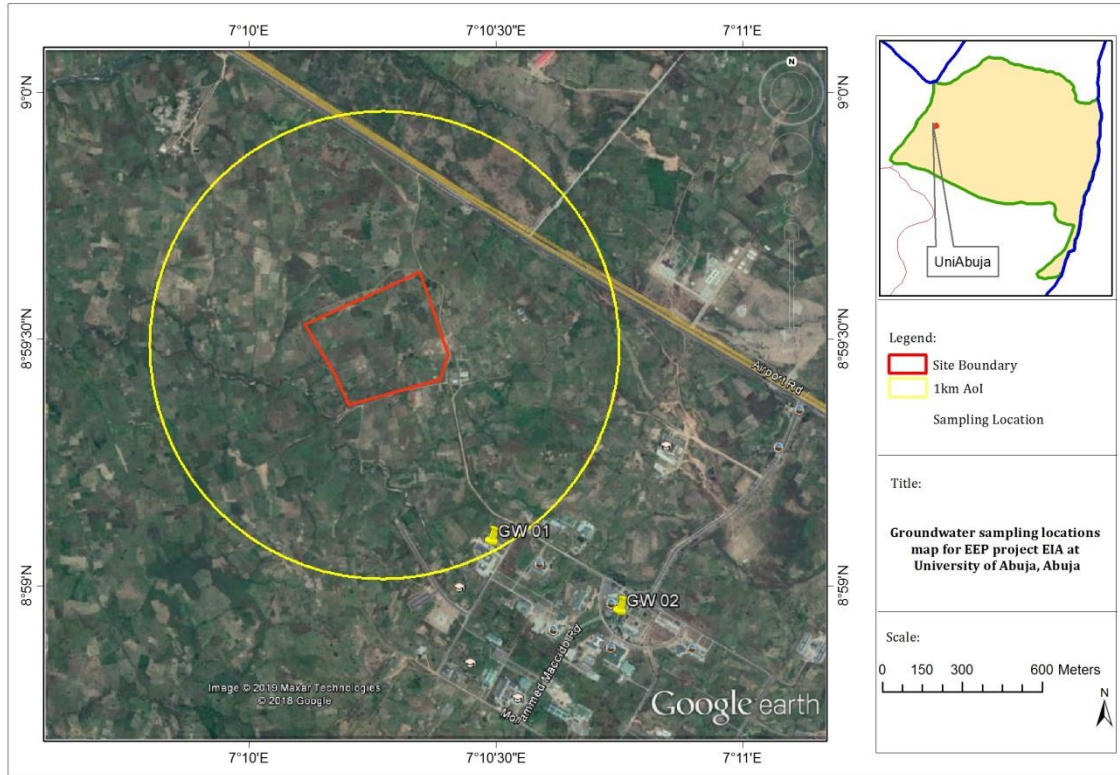 7°10'E
7°10'30"E
7°11'E
9°0'N
9°0'N
8°59'30"N
8°59'30"N
8°59'N
8°59'N
N
Airport Rd
GW 01
GW 02
Mohammed Maccido Rd
Image © 2019 Maxar Technologies
© 2018 Google
Google earth
7°10'E
7°10'30"E
7°11'E
UniAbuja
Legend:
Site Boundary
1km AoI
Sampling Location
Title:
Groundwater sampling locations
map for EEP project EIA at
University of Abuja, Abuja
Scale:
0 150 300 600 Meters
N